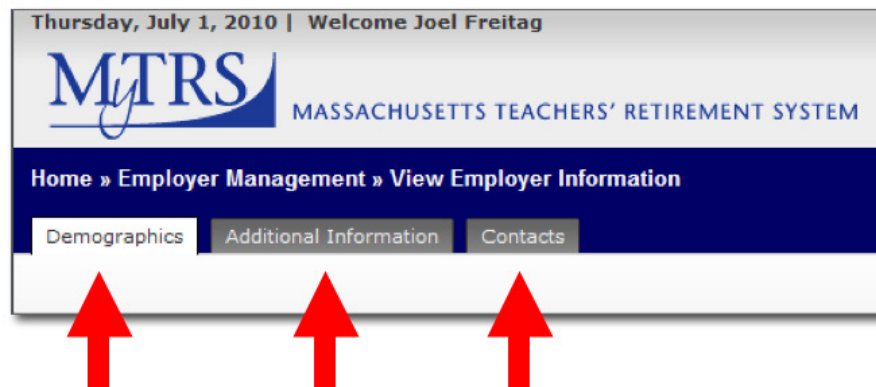 Thursday, July 1, 2010 | Welcome Joel Freitag
MyTRS MASSACHUSETTS TEACHERS' RETIREMENT SYSTEM
Home » Employer Management » View Employer Information
Demographics Additional Information Contacts